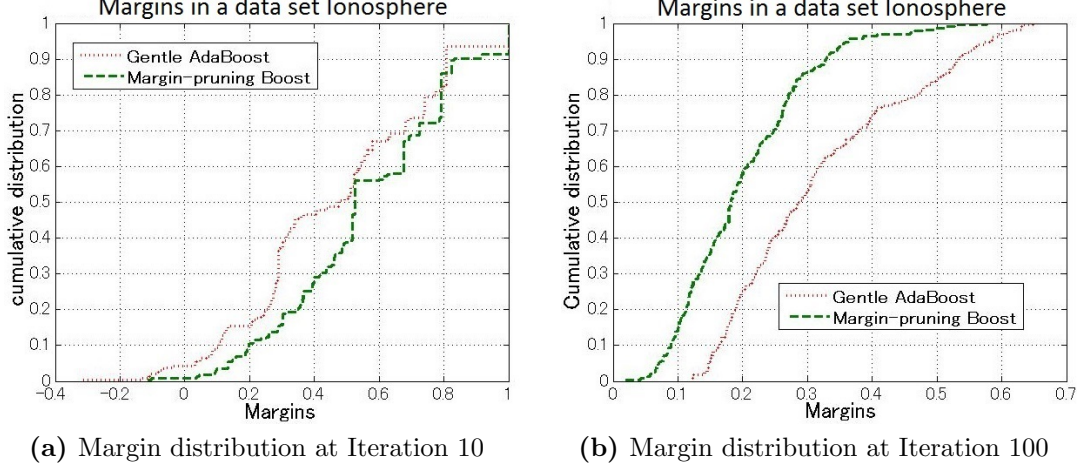 Margins in a data set Ionosphere
1
0.9
0.8
0.7
0.6
0.5
0.4
0.3
0.2
0.1
0
cumulative distribution
Gentle AdaBoost
Margin-pruning Boost
-0.4 -0.2 0 0.2 0.4 0.6 0.8 1
Margins
(a) Margin distribution at Iteration 10
Margins in a data set Ionosphere
1
0.9
0.8
0.7
0.6
0.5
0.4
0.3
0.2
0.1
0
Cumulative distribution
Gentle AdaBoost
Margin-pruning Boost
0 0.1 0.2 0.3 0.4 0.5 0.6 0.7
Margins
(b) Margin distribution at Iteration 100